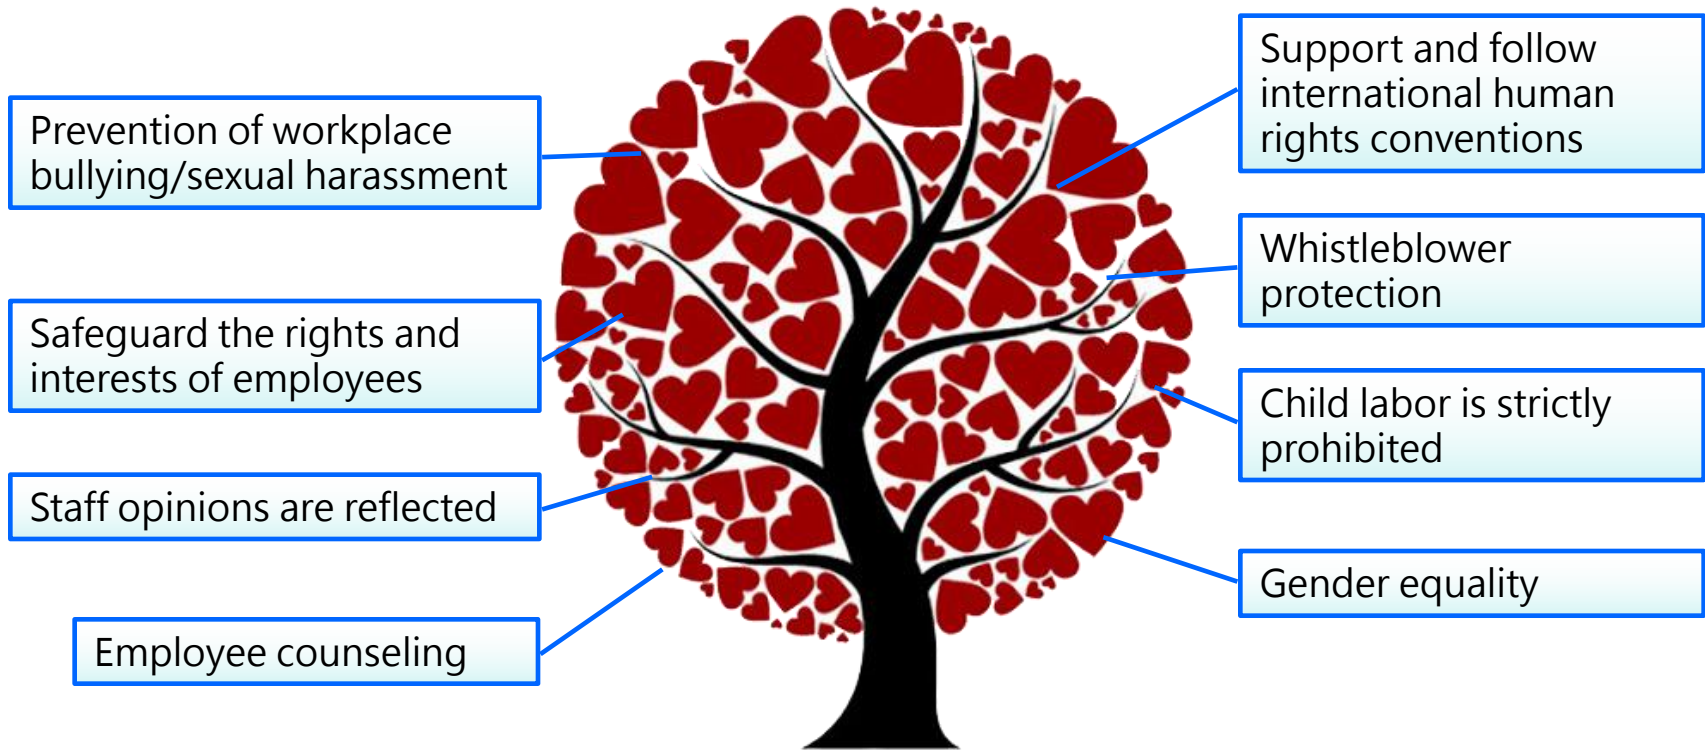 Prevention of workplace
bullying/sexual harassment
Safeguard the rights and
interests of employees
Staff opinions are reflected
Employee counseling
Support and follow
international human
rights conventions
Whistleblower
protection
Child labor is strictly
prohibited
Gender equality